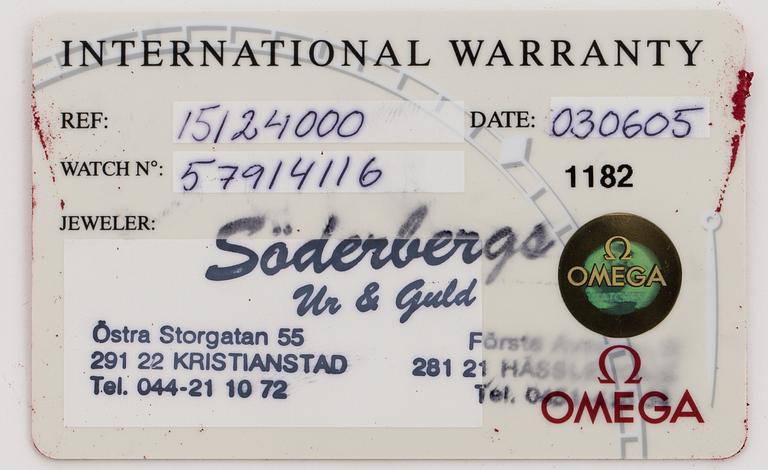 INTERNATIONAL WARRANTY
REF: 15124000 DATE: 030605
WATCH N°: 57914116 1182
JEWELER:
Söderbergs
Ur & Guld
Ω
OMEGA
Östra Storgatan 55 Första
291 22 KRISTIANSTAD 281 21
Tel. 044-21 10 72 Tel.
Ω
OMEGA